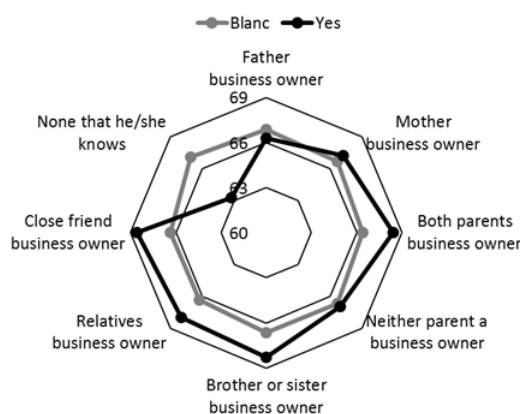 Blanc Yes
Father
business owner
69
None that he/she
knows
Mother
business owner
66
63
Close friend
business owner
60
Both parents
business owner
Relatives
business owner
Neither parent a
business owner
Brother or sister
business owner